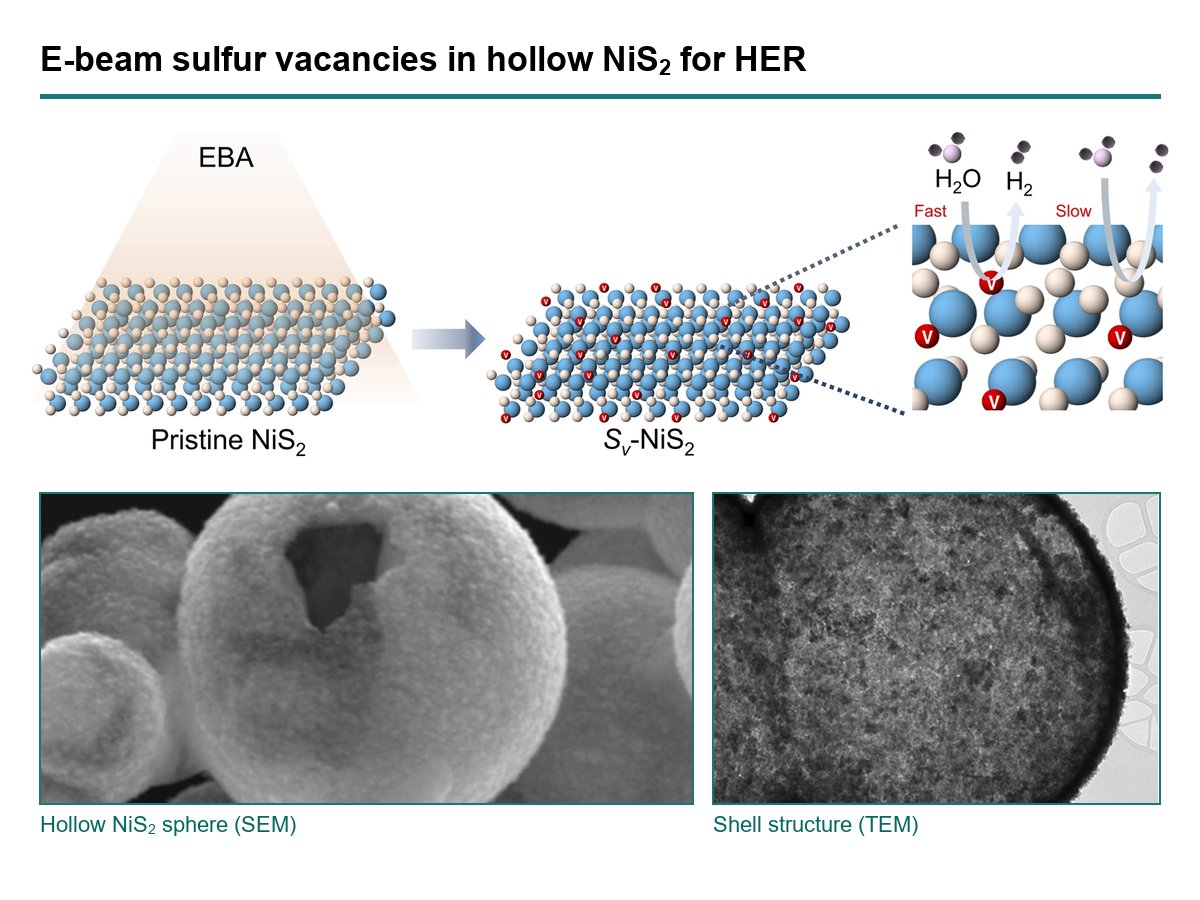 E-beam sulfur vacancies in hollow NiS₂ for HER
EBA
H₂O H₂
Fast Slow
V
V V
V
Pristine NiS₂
Sᵥ-NiS₂
Hollow NiS₂ sphere (SEM)
Shell structure (TEM)